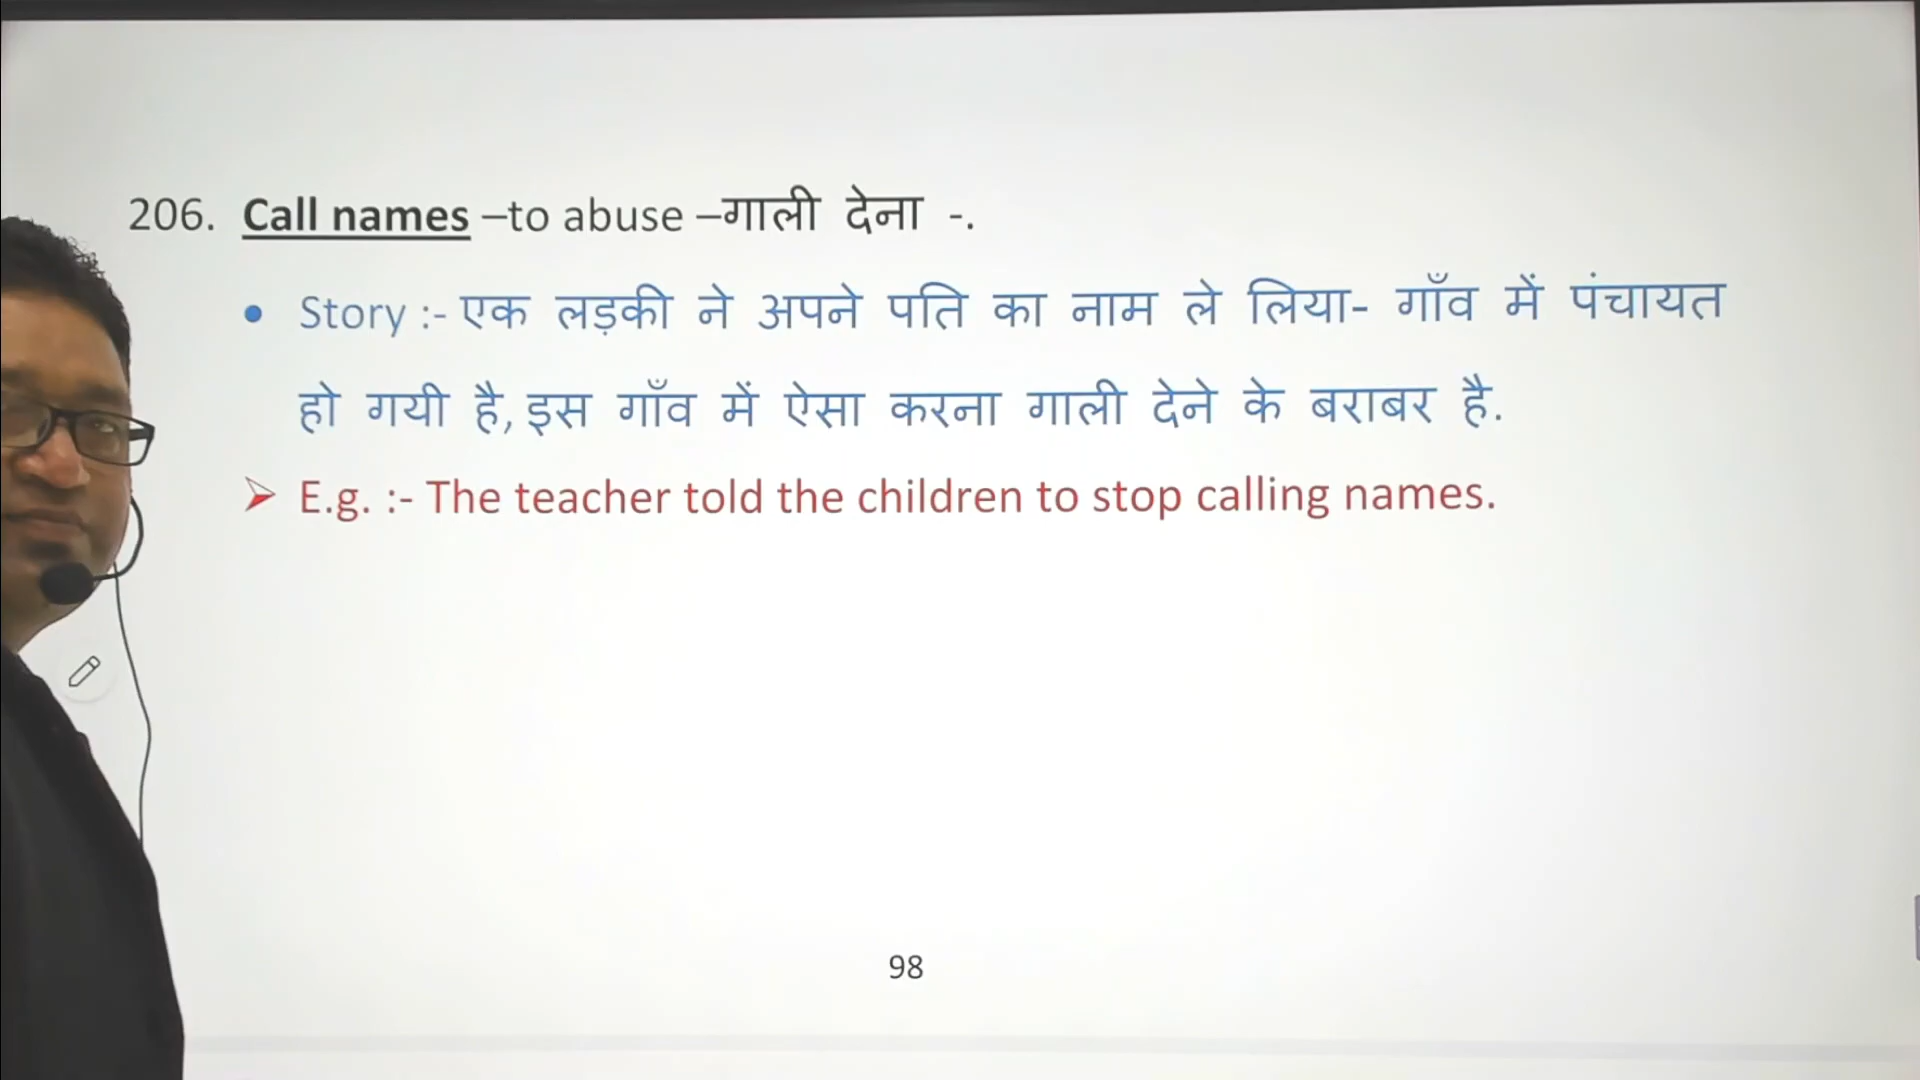 206. Call names –to abuse –गाली देना -.
• Story :- एक लड़की ने अपने पति का नाम ले लिया- गाँव में पंचायत
हो गयी है, इस गाँव में ऐसा करना गाली देने के बराबर है.
➢ E.g. :- The teacher told the children to stop calling names.
98